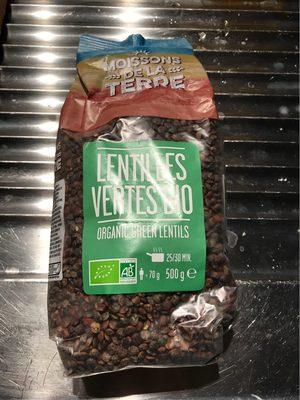 MOISSONS
DE LA
TERRE
LENTILLES
VERTES BIO
ORGANIC GREEN LENTILS
25/30 MIN.
AB
~ 70 g
500 g e